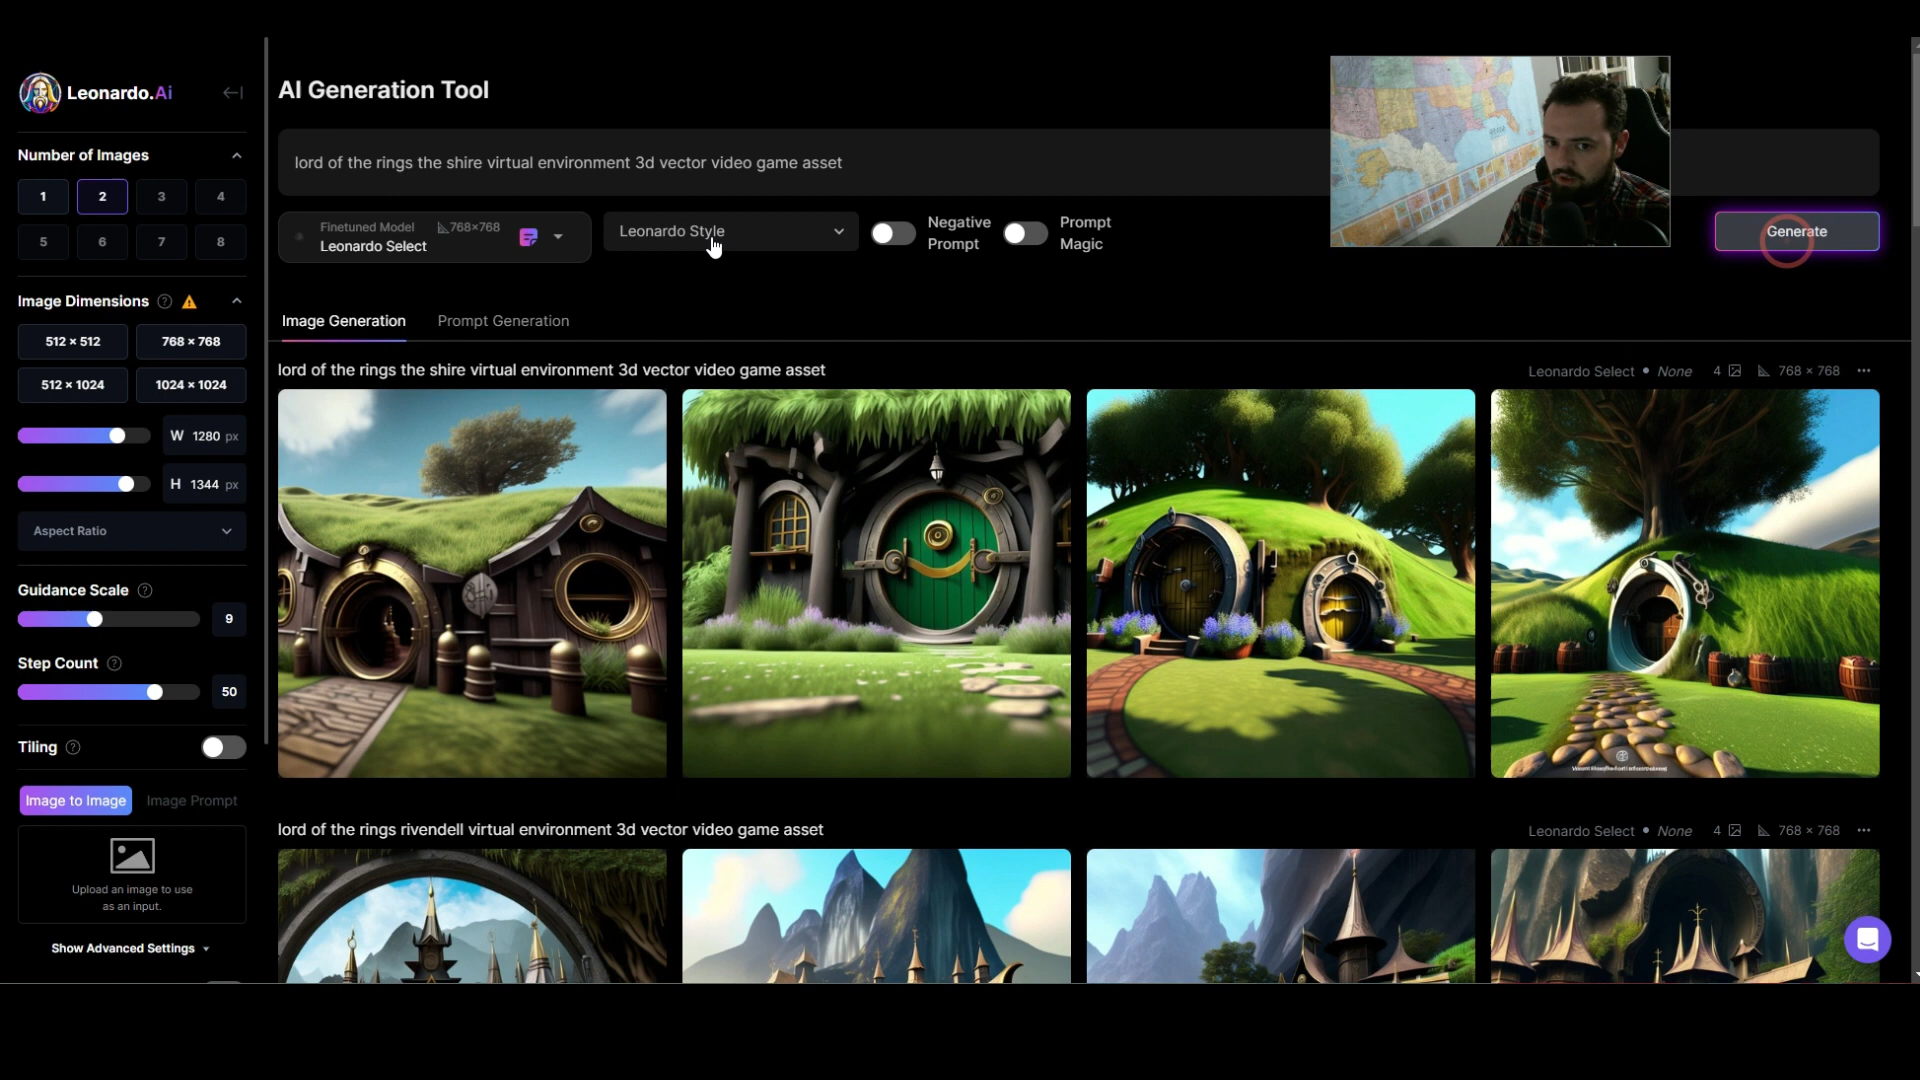 Leonardo.Ai
Number of Images
1
2
3
4
5
6
7
8
Image Dimensions
512 × 512
768 × 768
512 × 1024
1024 × 1024
W 1280 px
H 1344 px
Aspect Ratio
Guidance Scale
9
Step Count
50
Tiling
Image to Image
Image Prompt
Upload an image to use
as an input.
Show Advanced Settings
AI Generation Tool
lord of the rings the shire virtual environment 3d vector video game asset
Finetuned Model
768×768
Leonardo Select
Leonardo Style
Negative
Prompt
Prompt
Magic
Generate
Image Generation
Prompt Generation
lord of the rings the shire virtual environment 3d vector video game asset
Leonardo Select • None 4 768 × 768
lord of the rings rivendell virtual environment 3d vector video game asset
Leonardo Select • None 4 768 × 768